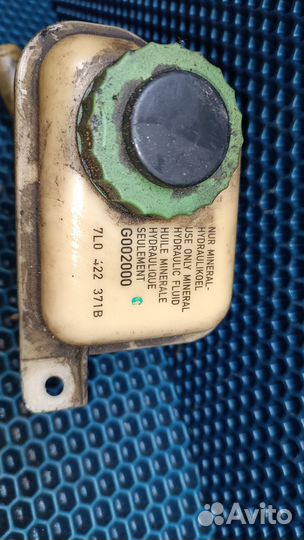 NUR MINERAL-
HYDRAULIKOEL
USE ONLY MINERAL
HYDRAULIC FLUID
HUILE MINERALE
HYDRAULIQUE
SEULEMENT
G002000
7L0 422 371B
Avito